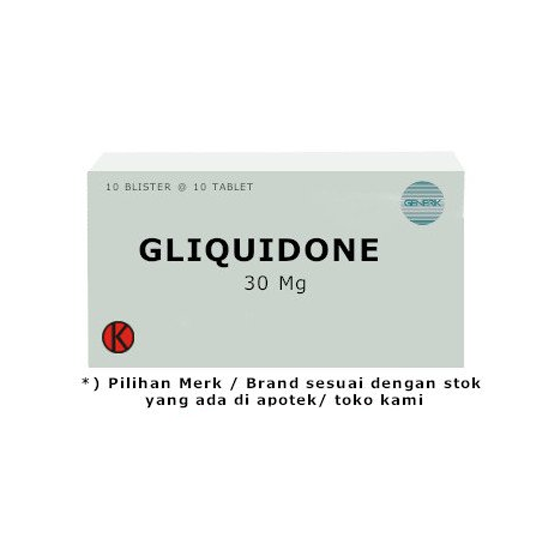 10 BLISTER @ 10 TABLET
GENERIK
GLIQUIDONE
30 Mg
K
*) Pilihan Merk / Brand sesuai dengan stok
yang ada di apotek/ toko kami